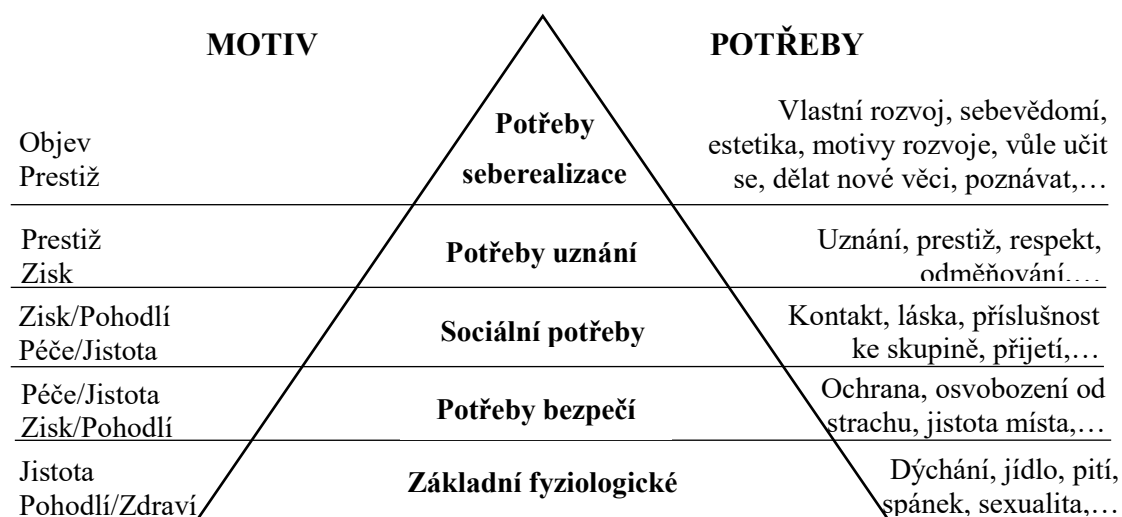 MOTIV
POTŘEBY
Objev
Prestiž
Potřeby
seberealizace
Vlastní rozvoj, sebevědomí,
estetika, motivy rozvoje, vůle učit
se, dělat nové věci, poznávat,…
Prestiž
Zisk
Potřeby uznání
Uznání, prestiž, respekt,
odměňování,…
Zisk/Pohodlí
Péče/Jistota
Sociální potřeby
Kontakt, láska, příslušnost
ke skupině, přijetí,…
Péče/Jistota
Zisk/Pohodlí
Potřeby bezpečí
Ochrana, osvobození od
strachu, jistota místa,…
Jistota
Pohodlí/Zdraví
Základní fyziologické
Dýchání, jídlo, pití,
spánek, sexualita,…